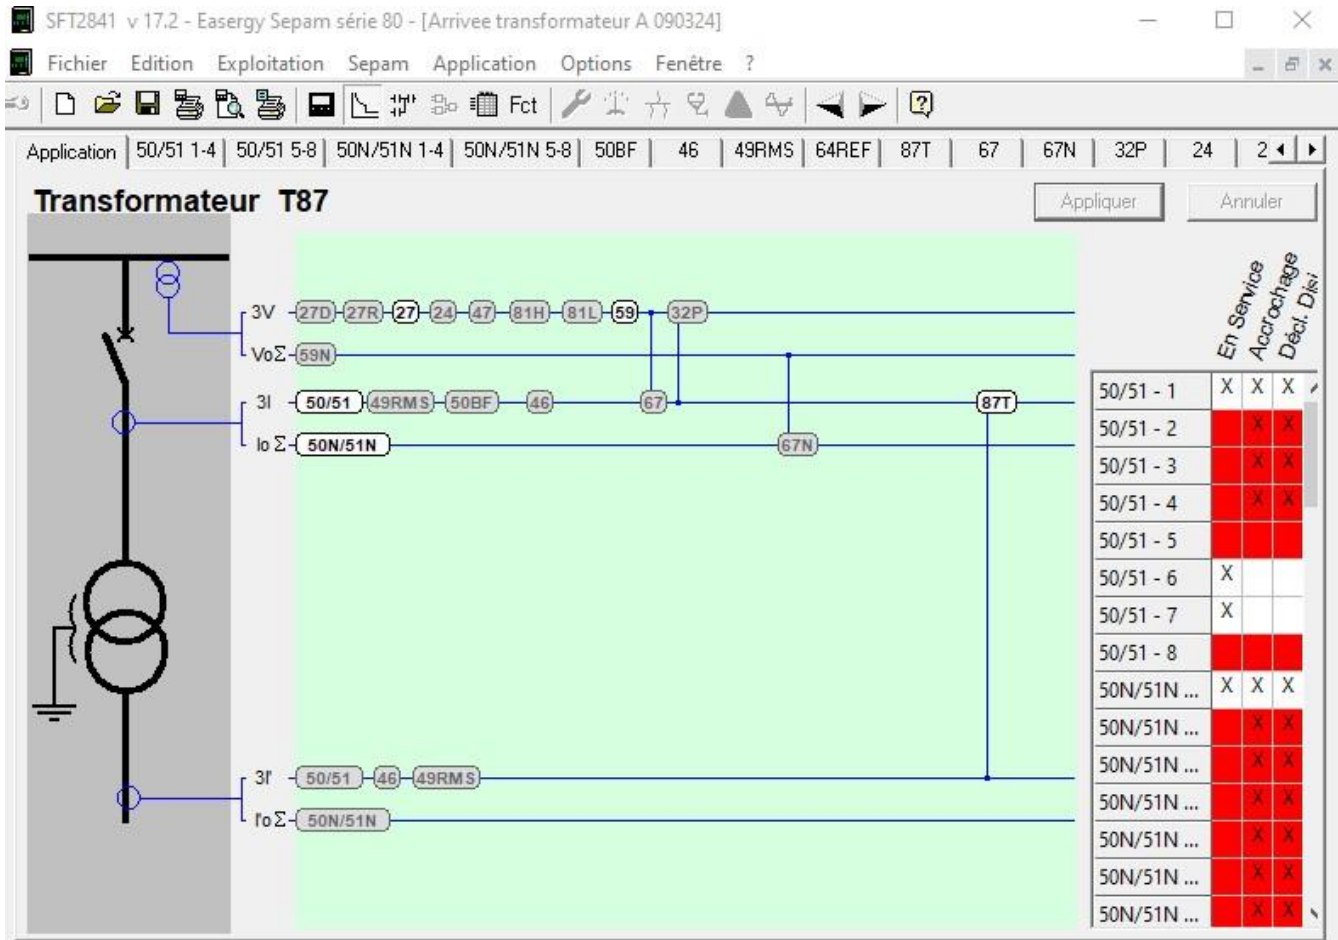 SFT2841 v 17.2 - Easergy Sepam série 80 - [Arrivee transformateur A 090324]
Fichier Edition Exploitation Sepam Application Options Fenêtre ?
Fct
Application 50/51 1-4 50/51 5-8 50N/51N 1-4 50N/51N 5-8 50BF 46 49RMS 64REF 87T 67 67N 32P 24 2
Transformateur T87
Appliquer Annuler
En Service Accrochage Décl. Disj
3V 27D 27R 27 24 47 81H 81L 59 32P
VoΣ 59N
3I 50/51 49RMS 50BF 46 67 87T
Io Σ 50N/51N 67N
3I' 50/51 46 49RMS
I'oΣ 50N/51N
50/51 - 1 X X X
50/51 - 2 X X
50/51 - 3 X X
50/51 - 4 X X
50/51 - 5
50/51 - 6 X
50/51 - 7 X
50/51 - 8
50N/51N ... X X X
50N/51N ... X X
50N/51N ... X X
50N/51N ... X X
50N/51N ... X X
50N/51N ... X X
50N/51N ... X X